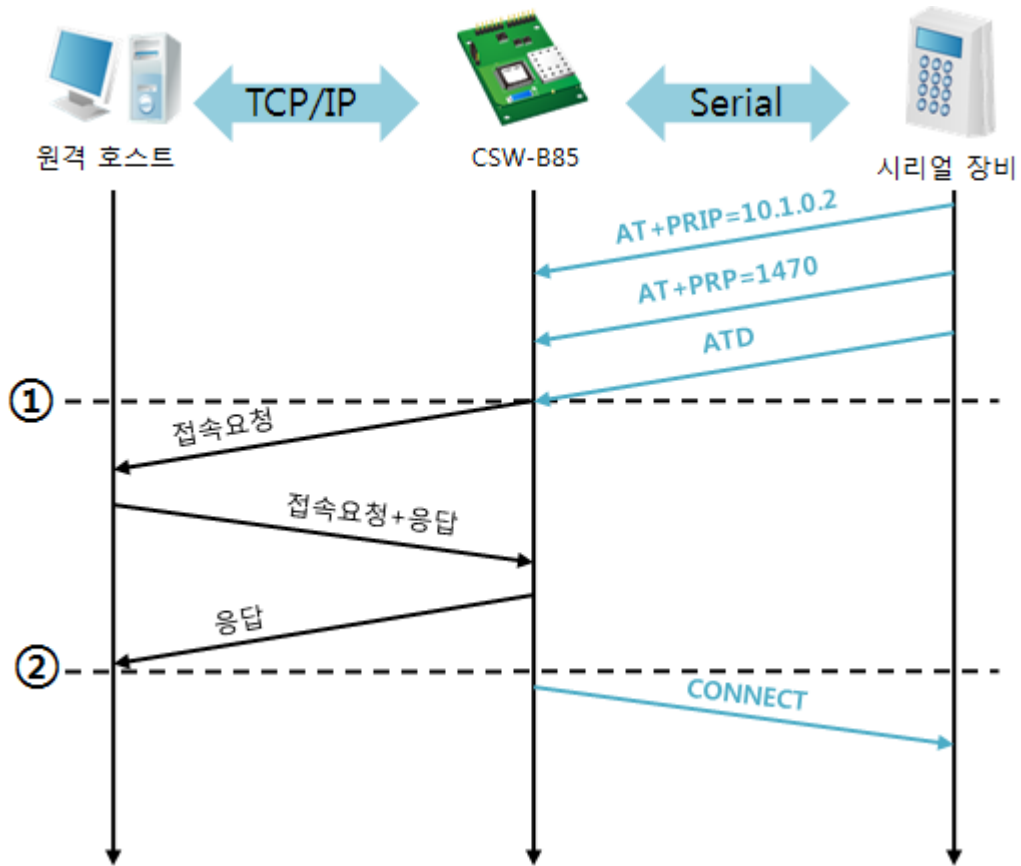 TCP/IP
Serial
원격 호스트
CSW-B85
시리얼 장비
AT+PRIP=10.1.0.2
AT+PRP=1470
ATD
①
접속요청
접속요청+응답
응답
②
CONNECT